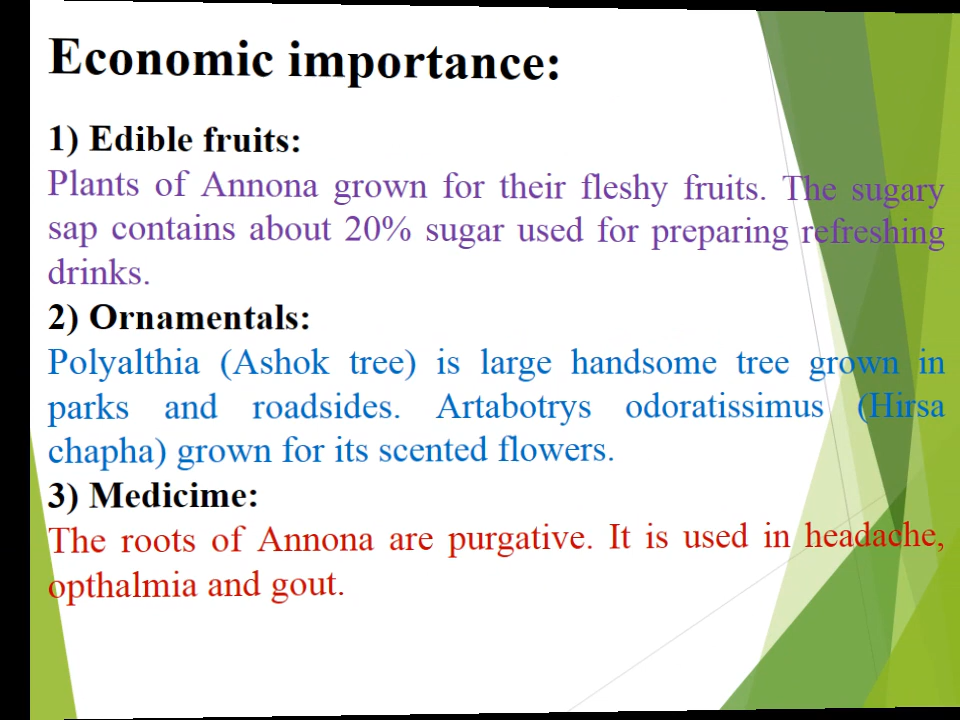 Economic importance:
1) Edible fruits:
Plants of Annona grown for their fleshy fruits. The sugary
sap contains about 20% sugar used for preparing refreshing
drinks.
2) Ornamentals:
Polyalthia (Ashok tree) is large handsome tree grown in
parks and roadsides. Artabotrys odoratissimus (Hirsa
chapha) grown for its scented flowers.
3) Medicime:
The roots of Annona are purgative. It is used in headache,
opthalmia and gout.